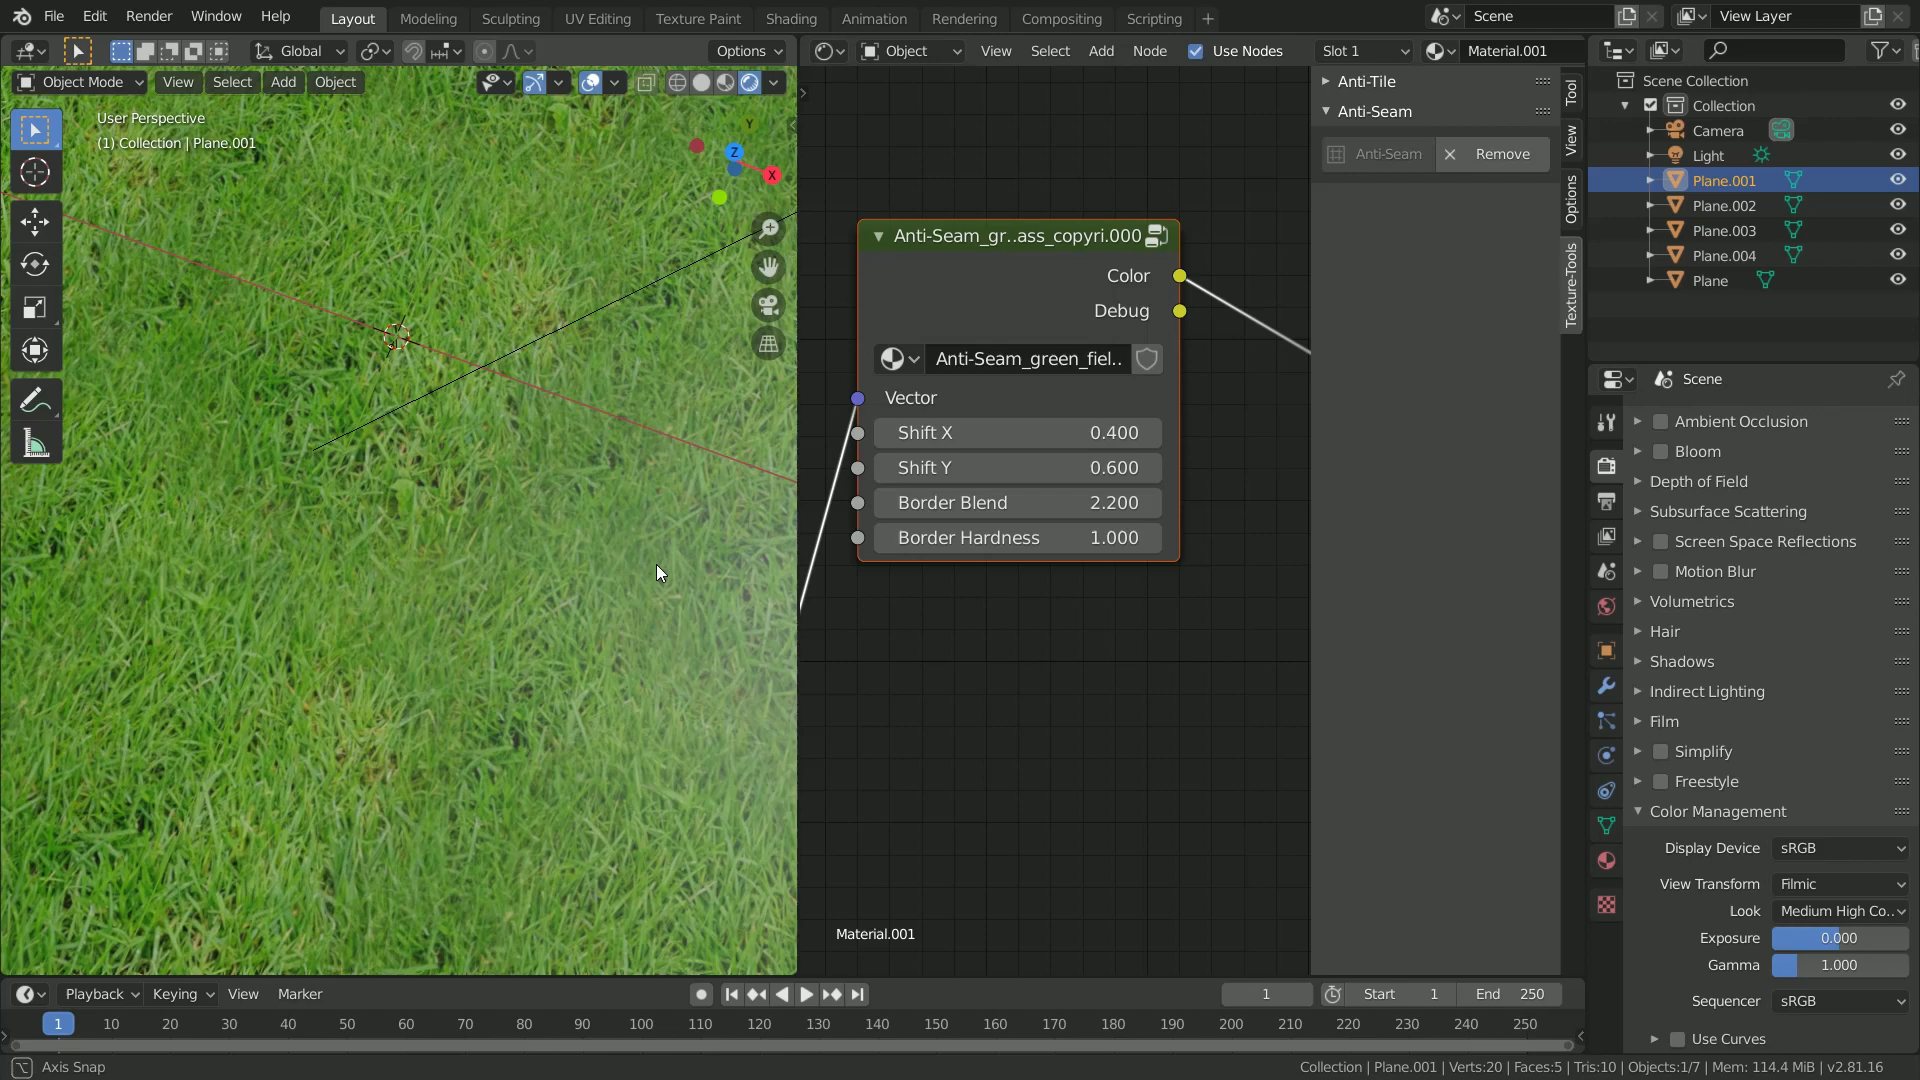 File Edit Render Window Help
Layout Modeling Sculpting UV Editing Texture Paint Shading Animation Rendering Compositing Scripting +
Scene
View Layer
Global
Options
Object Mode View Select Add Object
User Perspective
(1) Collection | Plane.001
Y
Z
X
Object View Select Add Node Use Nodes Slot 1 Material.001
Anti-Tile
Anti-Seam
Anti-Seam Remove
Tool
View
Options
Texture-Tools
Anti-Seam_gr..ass_copyri.000
Color
Debug
Anti-Seam_green_fiel..
Vector
Shift X 0.400
Shift Y 0.600
Border Blend 2.200
Border Hardness 1.000
Material.001
Scene Collection
Collection
Camera
Light
Plane.001
Plane.002
Plane.003
Plane.004
Plane
Scene
Ambient Occlusion
Bloom
Depth of Field
Subsurface Scattering
Screen Space Reflections
Motion Blur
Volumetrics
Hair
Shadows
Indirect Lighting
Film
Simplify
Freestyle
Color Management
Display Device sRGB
View Transform Filmic
Look Medium High Co..
Exposure 0.000
Gamma 1.000
Sequencer sRGB
Use Curves
Playback Keying View Marker
1 Start 1 End 250
1 10 20 30 40 50 60 70 80 90 100 110 120 130 140 150 160 170 180 190 200 210 220 230 240 250
Axis Snap
Collection | Plane.001 | Verts:20 | Faces:5 | Tris:10 | Objects:1/7 | Mem: 114.4 MiB | v2.81.16